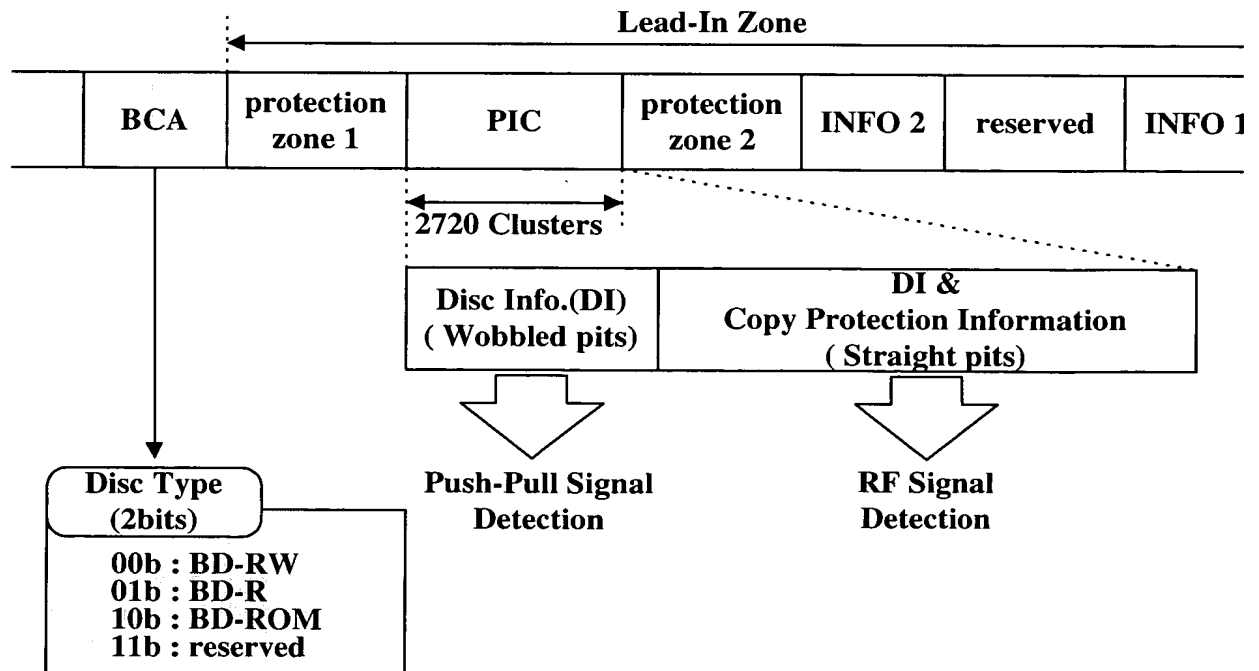 Lead-In Zone
BCA
protection
zone 1
PIC
protection
zone 2
INFO 2
reserved
INFO 1
2720 Clusters
Disc Info.(DI)
( Wobbled pits)
DI &
Copy Protection Information
( Straight pits)
Push-Pull Signal
Detection
RF Signal
Detection
Disc Type
(2bits)
00b : BD-RW
01b : BD-R
10b : BD-ROM
11b : reserved